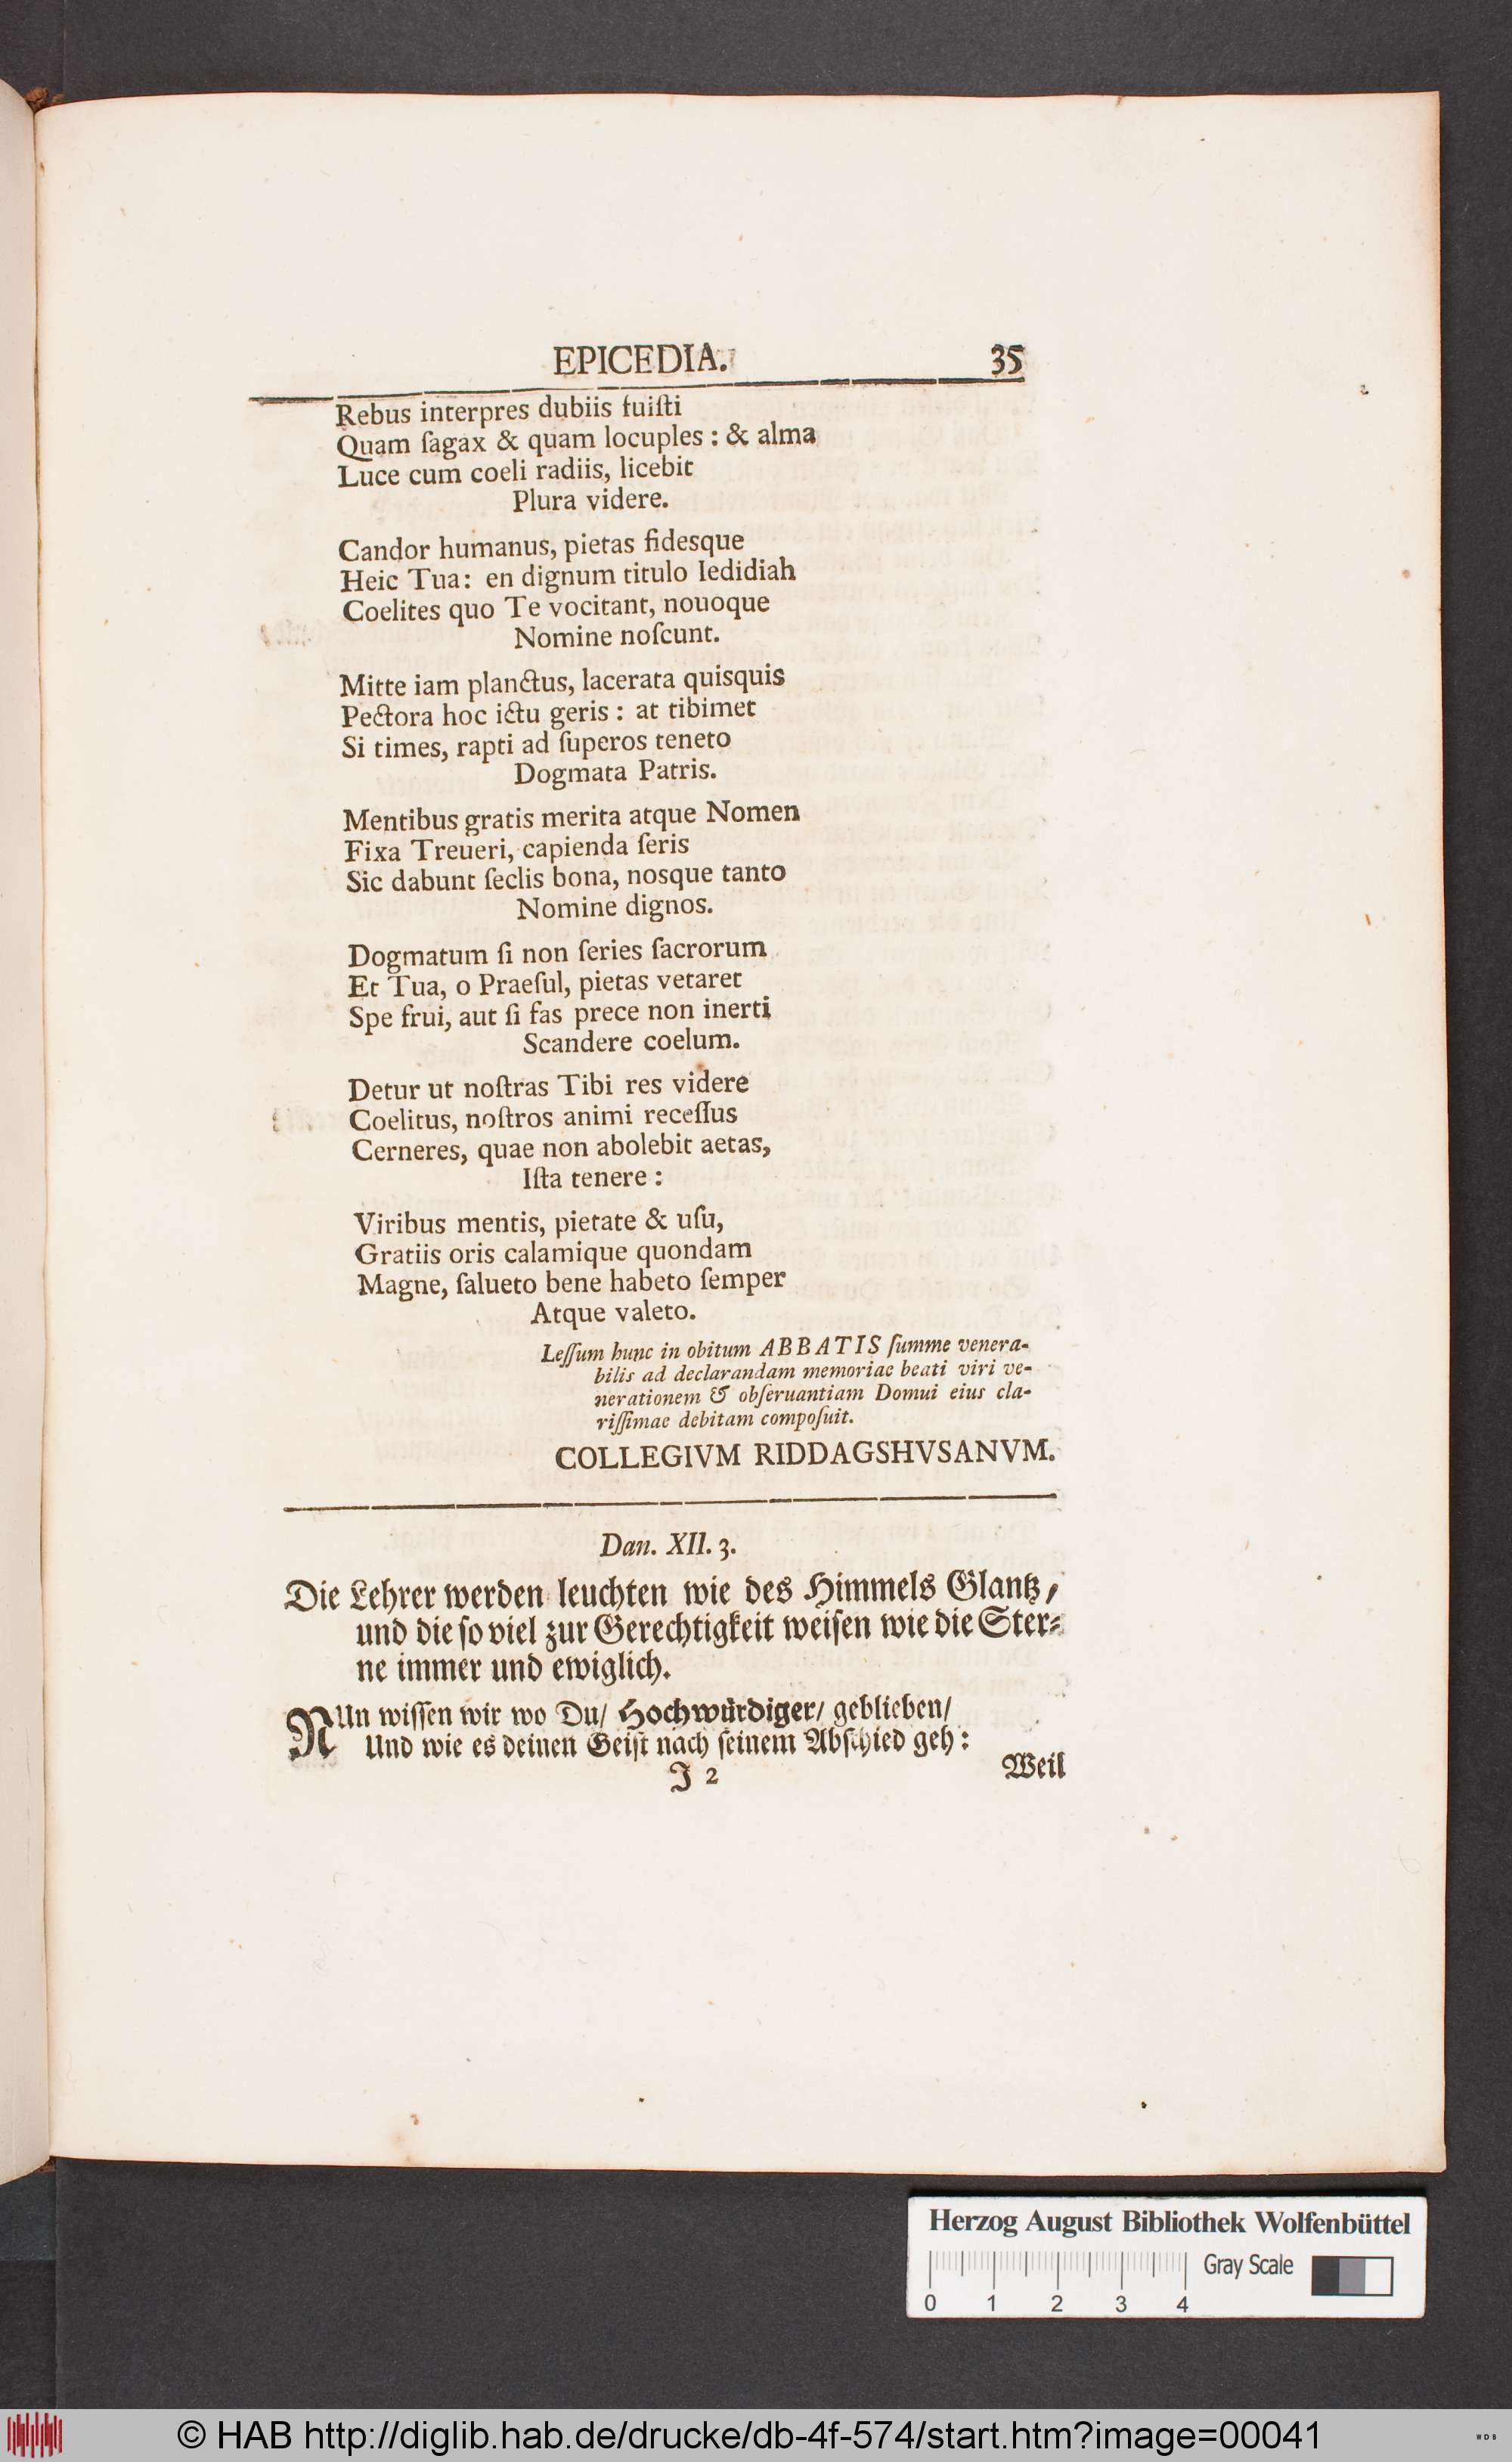 EPICEDIA. 35
Rebus interpres dubiis fuiſti
Quam ſagax & quam locuples : & alma
Luce cum coeli radiis, licebit
Plura videre.
Candor humanus, pietas fidesque
Heic Tua: en dignum titulo Iedidiah
Coelites quo Te vocitant, nouoque
Nomine noſcunt.
Mitte iam planctus, lacerata quisquis
Pectora hoc ictu geris : at tibimet
Si times, rapti ad ſuperos teneto
Dogmata Patris.
Mentibus gratis merita atque Nomen
Fixa Treueri, capienda ſeris
Sic dabunt ſeclis bona, nosque tanto
Nomine dignos.
Dogmatum ſi non ſeries ſacrorum
Et Tua, o Praeſul, pietas vetaret
Spe frui, aut ſi fas prece non inerti
Scandere coelum.
Detur ut noſtras Tibi res videre
Coelitus, noſtros animi receſſus
Cerneres, quae non abolebit aetas,
Iſta tenere :
Viribus mentis, pietate & uſu,
Gratiis oris calamique quondam
Magne, ſalueto bene habeto ſemper
Atque valeto.
Leſſum hunc in obitum ABBATIS ſumme venera-
bilis ad declarandam memoriae beati viri ve-
nerationem & obſeruantiam Domui eius cla-
riſſimae debitam compoſuit.
COLLEGIVM RIDDAGSHVSANVM.
Dan. XII. 3.
Die Lehrer werden leuchten wie des Himmels Glantz/
und die ſo viel zur Gerechtigkeit weiſen wie die Ster⸗
ne immer und ewiglich.
NUn wiſſen wir wo Du/ Hochwürdiger/ geblieben/
Und wie es deinen Geiſt nach ſeinem Abſchied geh :
J 2 Weil
Herzog August Bibliothek Wolfenbüttel
Gray Scale
0 1 2 3 4
© HAB http://diglib.hab.de/drucke/db-4f-574/start.htm?image=00041
WDB